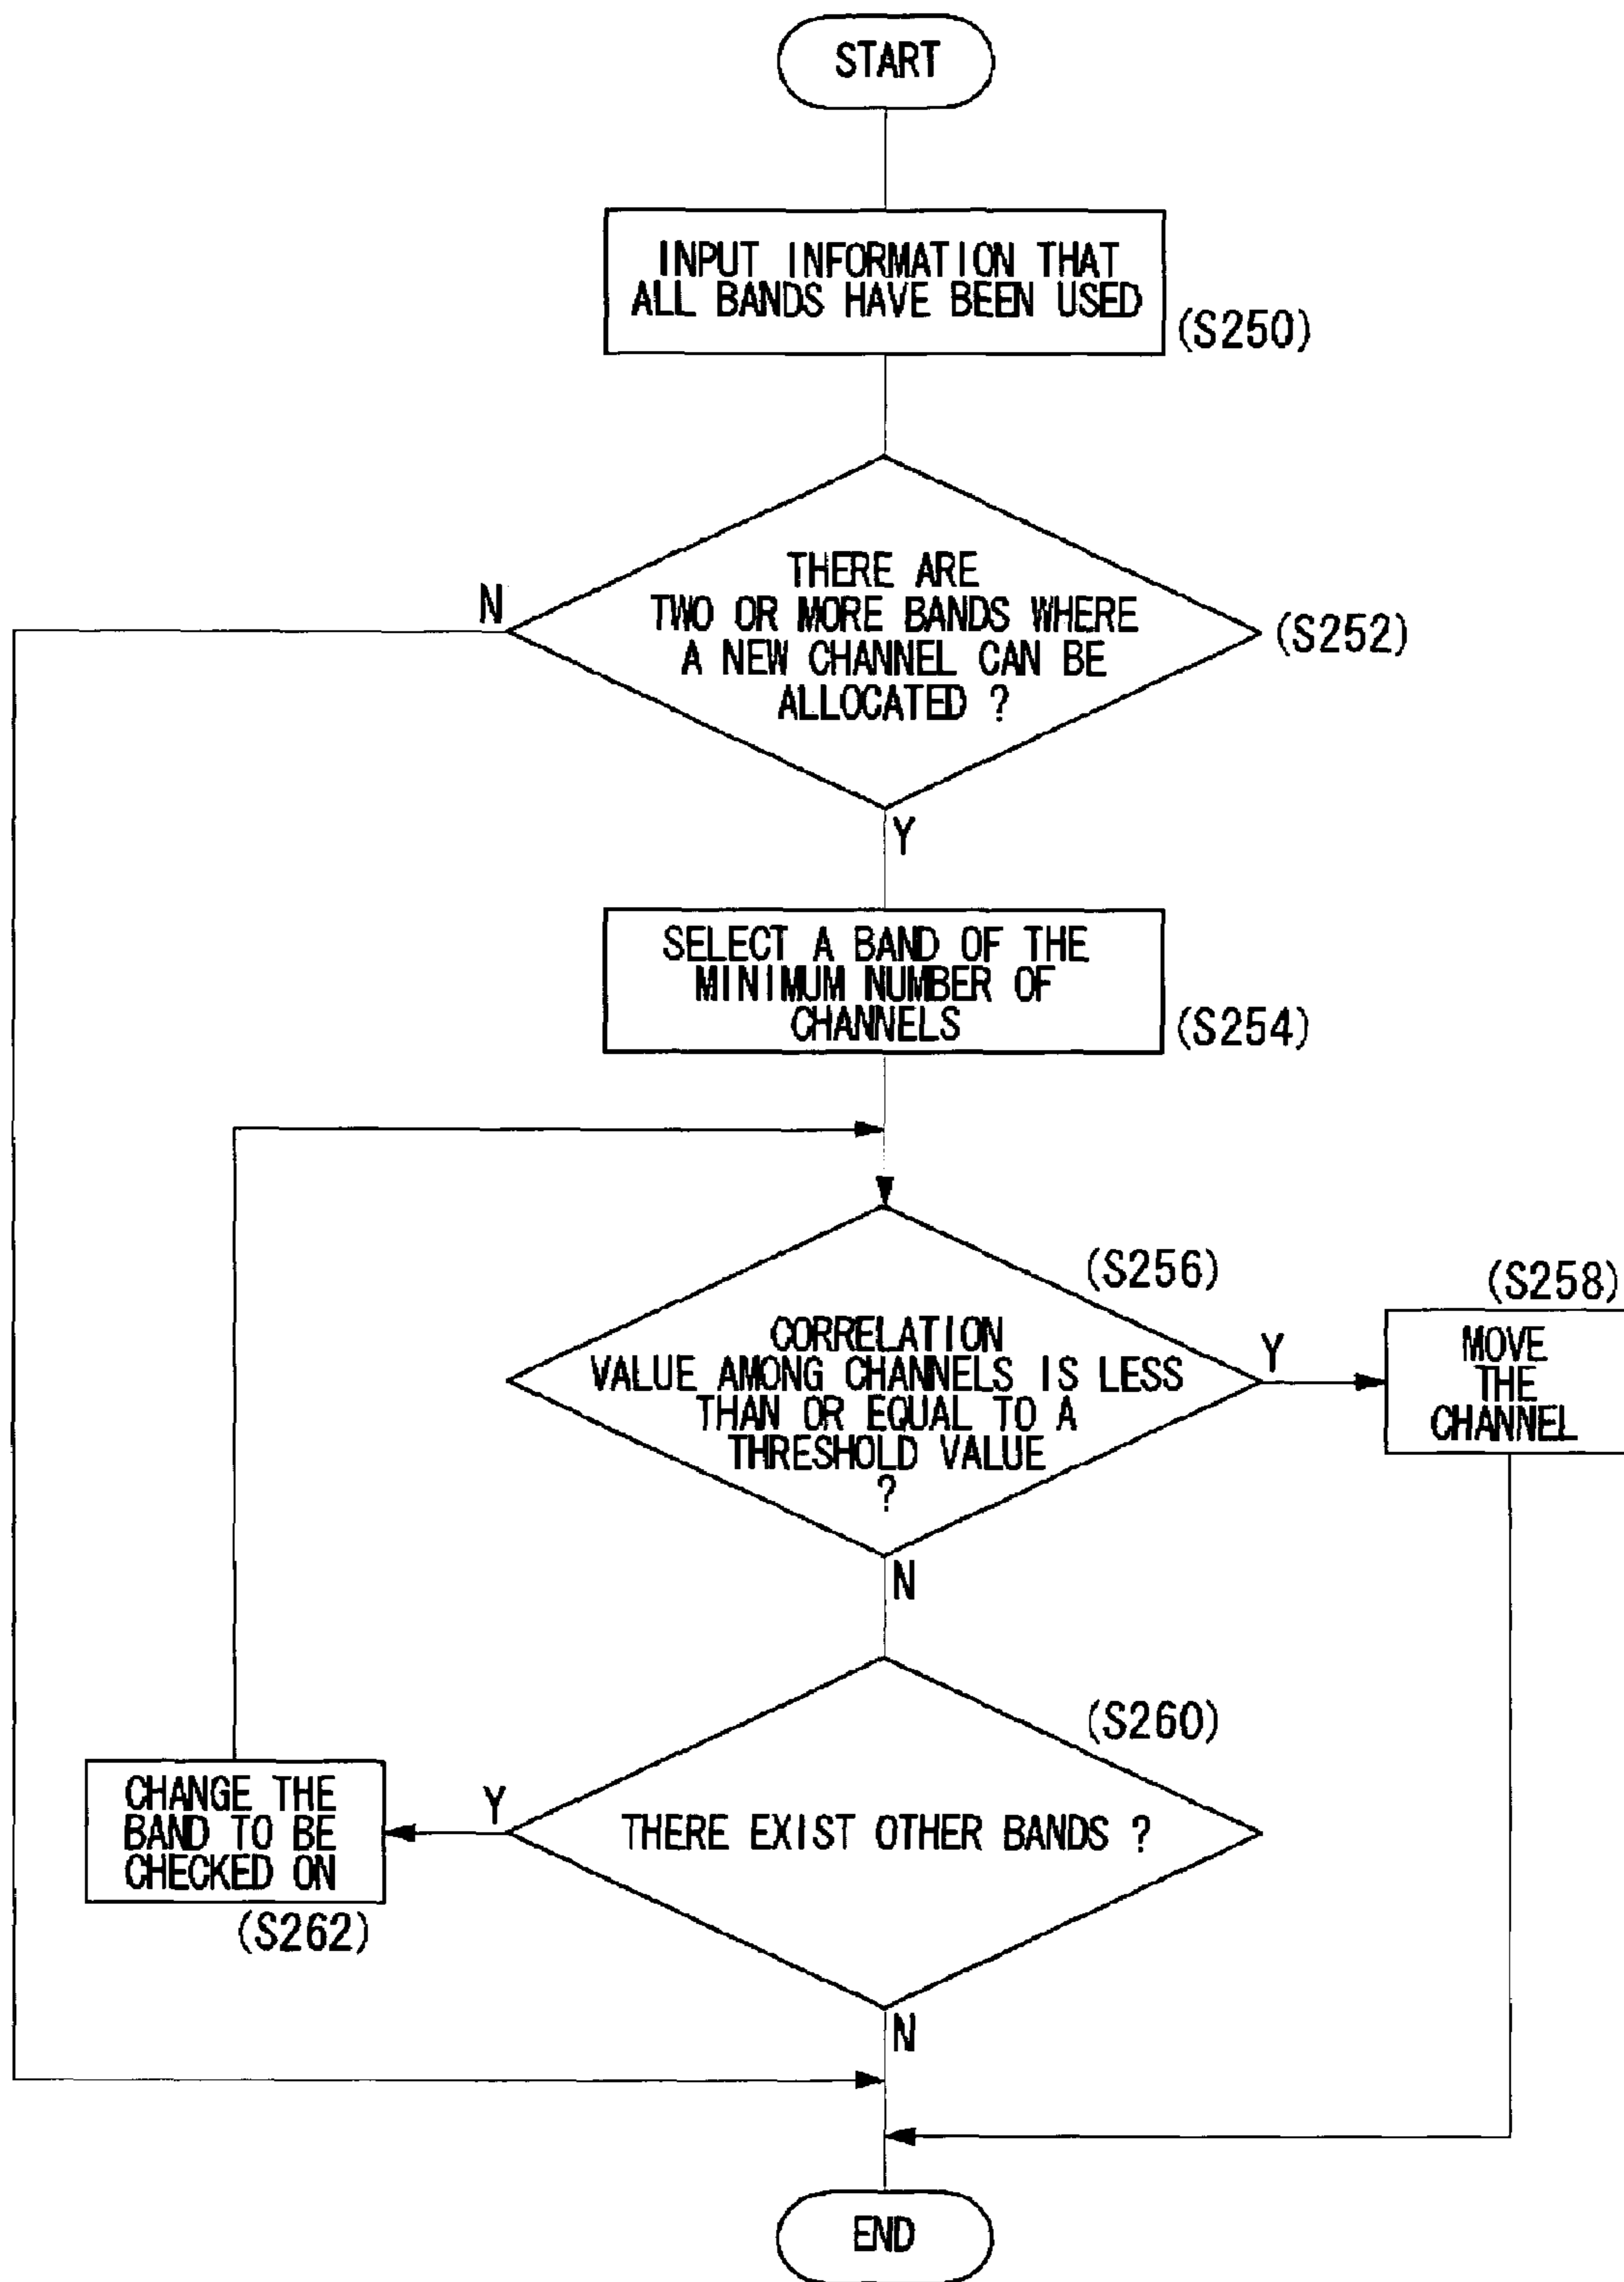 START
INPUT INFORMATION THAT
ALL BANDS HAVE BEEN USED
(S250)
THERE ARE
TWO OR MORE BANDS WHERE
A NEW CHANNEL CAN BE
ALLOCATED ?
(S252)
N
Y
SELECT A BAND OF THE
MINIMUM NUMBER OF
CHANNELS
(S254)
(S256)
CORRELATION
VALUE AMONG CHANNELS IS LESS
THAN OR EQUAL TO A
THRESHOLD VALUE
?
Y
(S258)
MOVE
THE
CHANNEL
N
(S260)
THERE EXIST OTHER BANDS ?
Y
CHANGE THE
BAND TO BE
CHECKED ON
(S262)
N
END